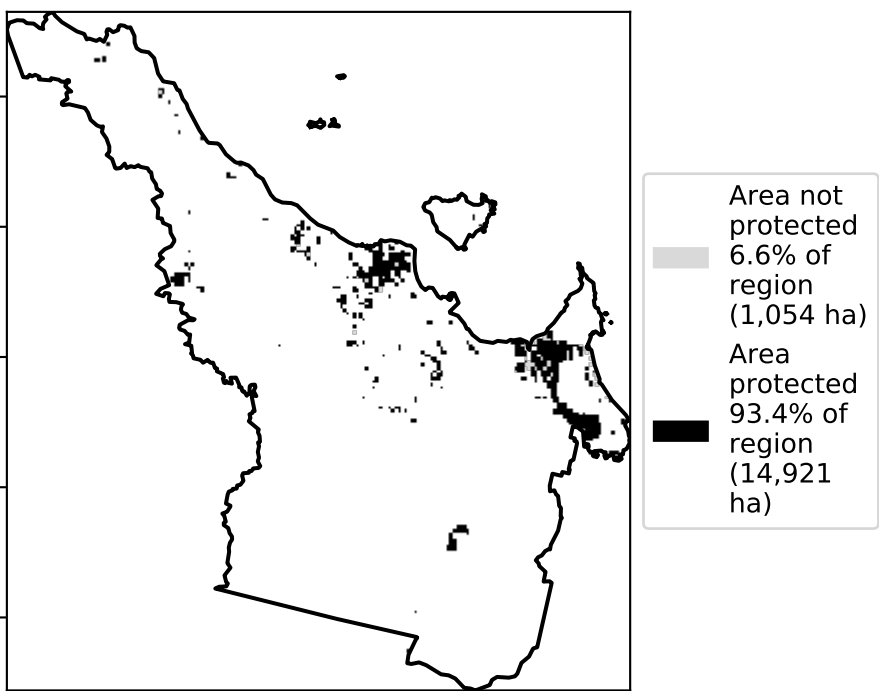 Area not
protected
6.6% of
region
(1,054 ha)
Area
protected
93.4% of
region
(14,921
ha)